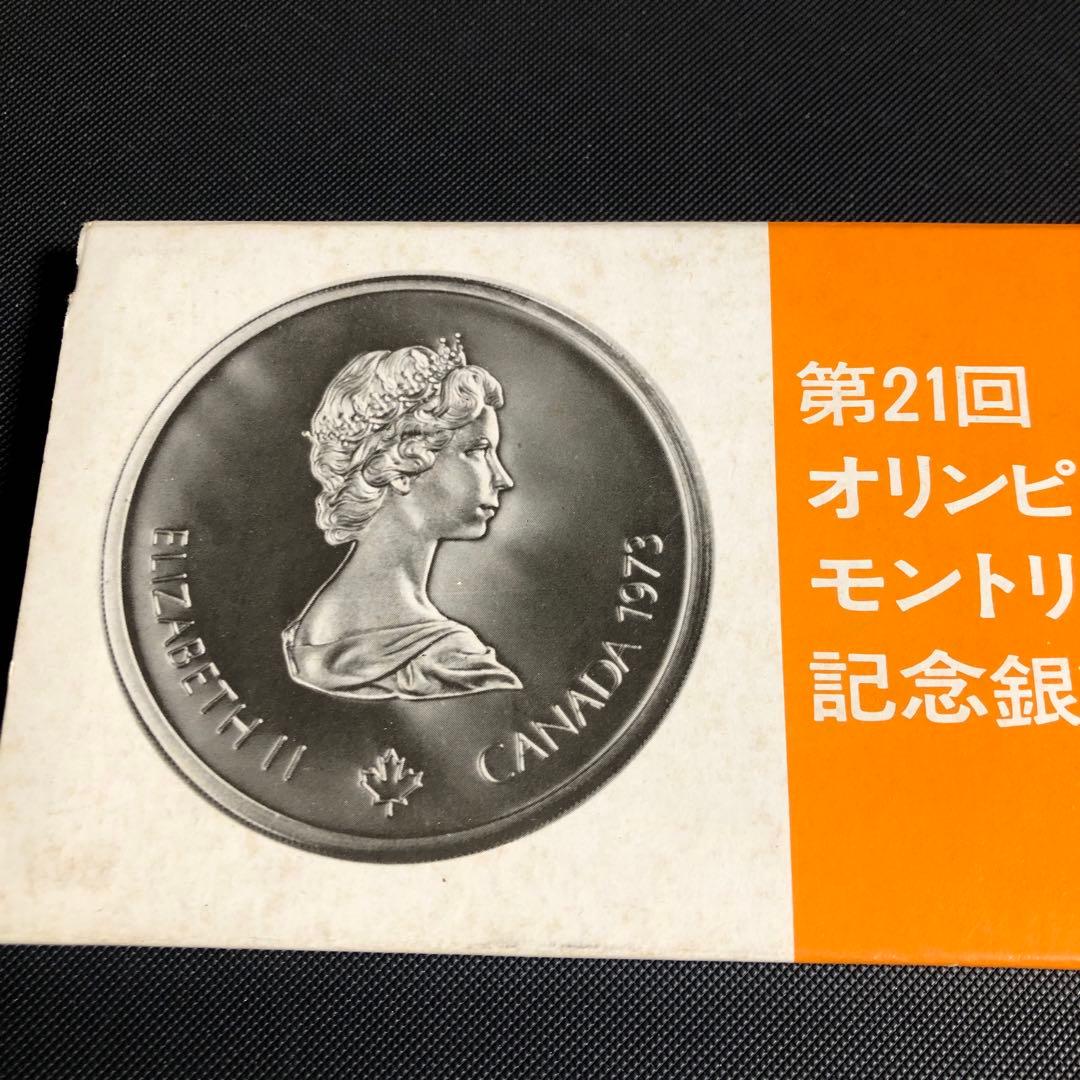 ELIZABETH II
CANADA 1973
第21回
オリンピ
モントリ
記念銀